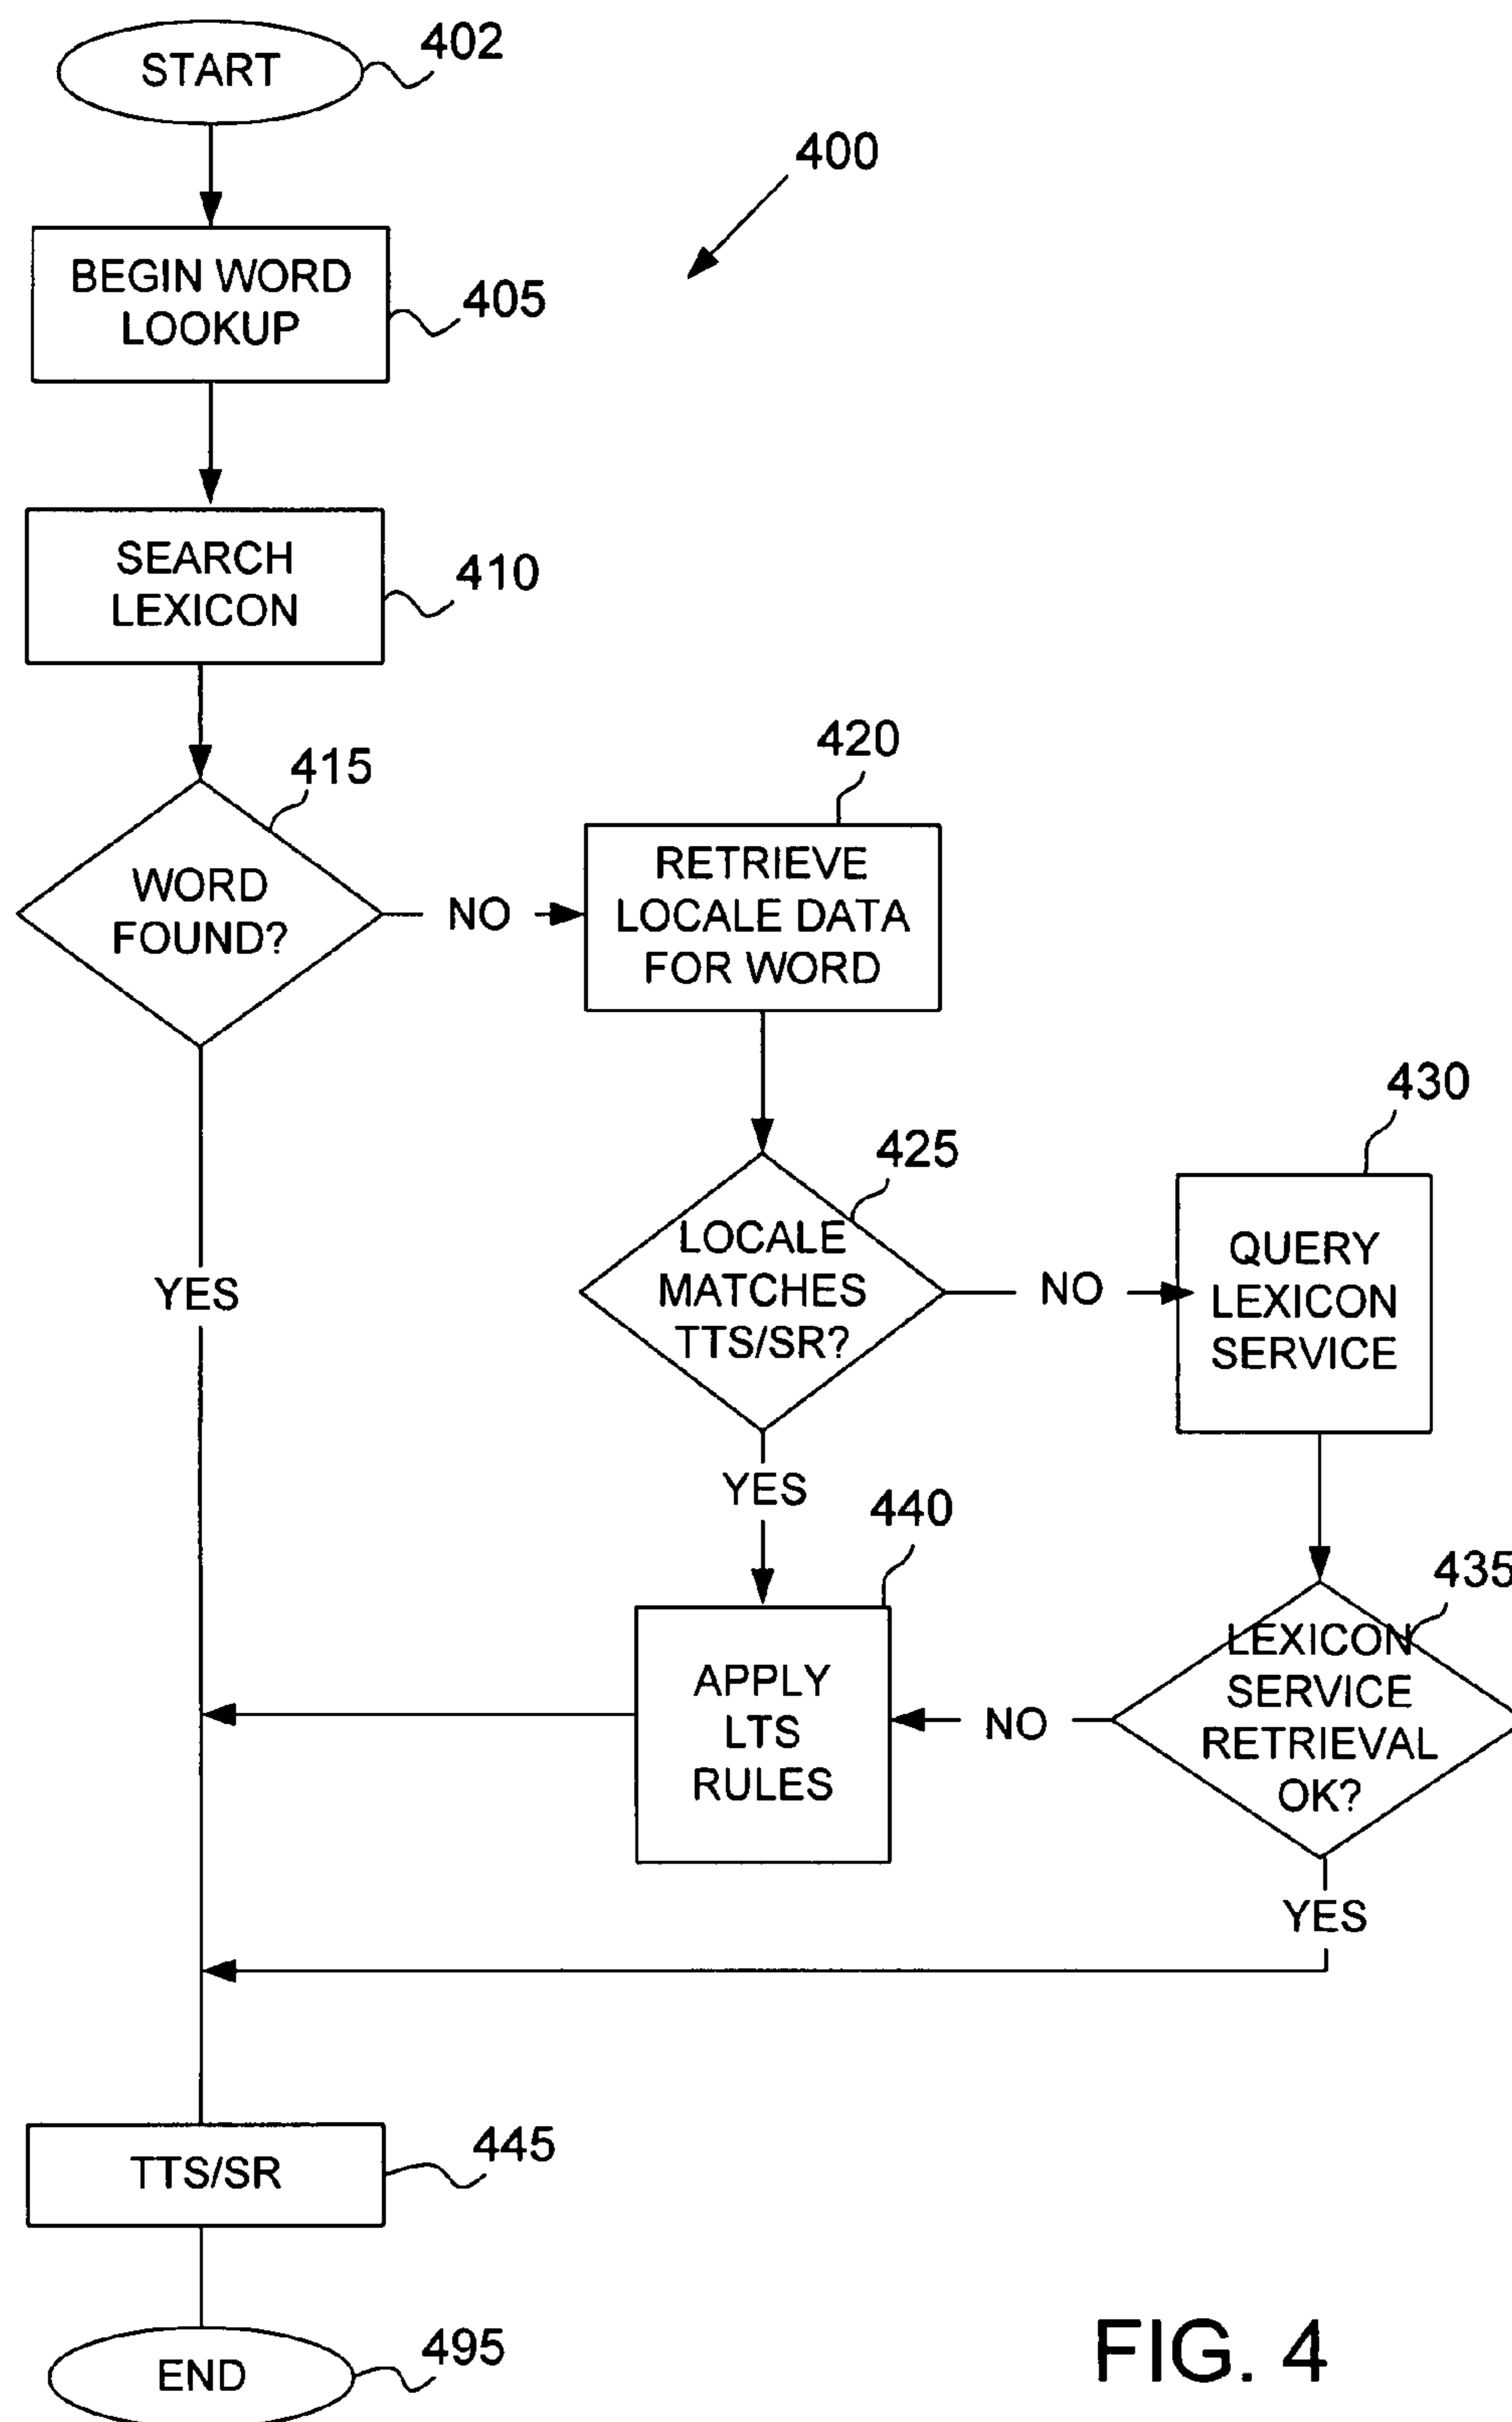 START
402
400
BEGIN WORD
LOOKUP
405
SEARCH
LEXICON
410
415
WORD
FOUND?
NO
420
RETRIEVE
LOCALE DATA
FOR WORD
YES
425
LOCALE
MATCHES
TTS/SR?
NO
430
QUERY
LEXICON
SERVICE
YES
440
APPLY
LTS
RULES
NO
435
LEXICON
SERVICE
RETRIEVAL
OK?
YES
TTS/SR
445
END
495
FIG. 4